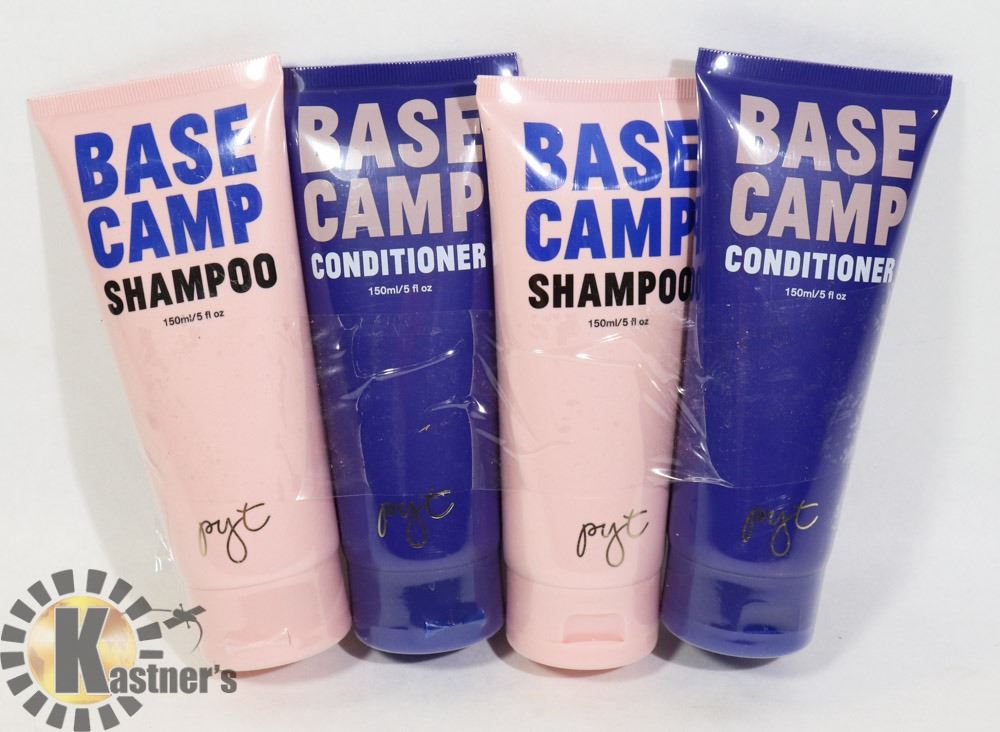 BASE
CAMP
SHAMPOO
150ml/5 fl oz
pyt
BASE
CAMP
CONDITIONER
150ml/5 fl oz
pyt
BASE
CAMP
SHAMPOO
150ml/5 fl oz
pyt
BASE
CAMP
CONDITIONER
150ml/5 fl oz
pyt
Kastner's